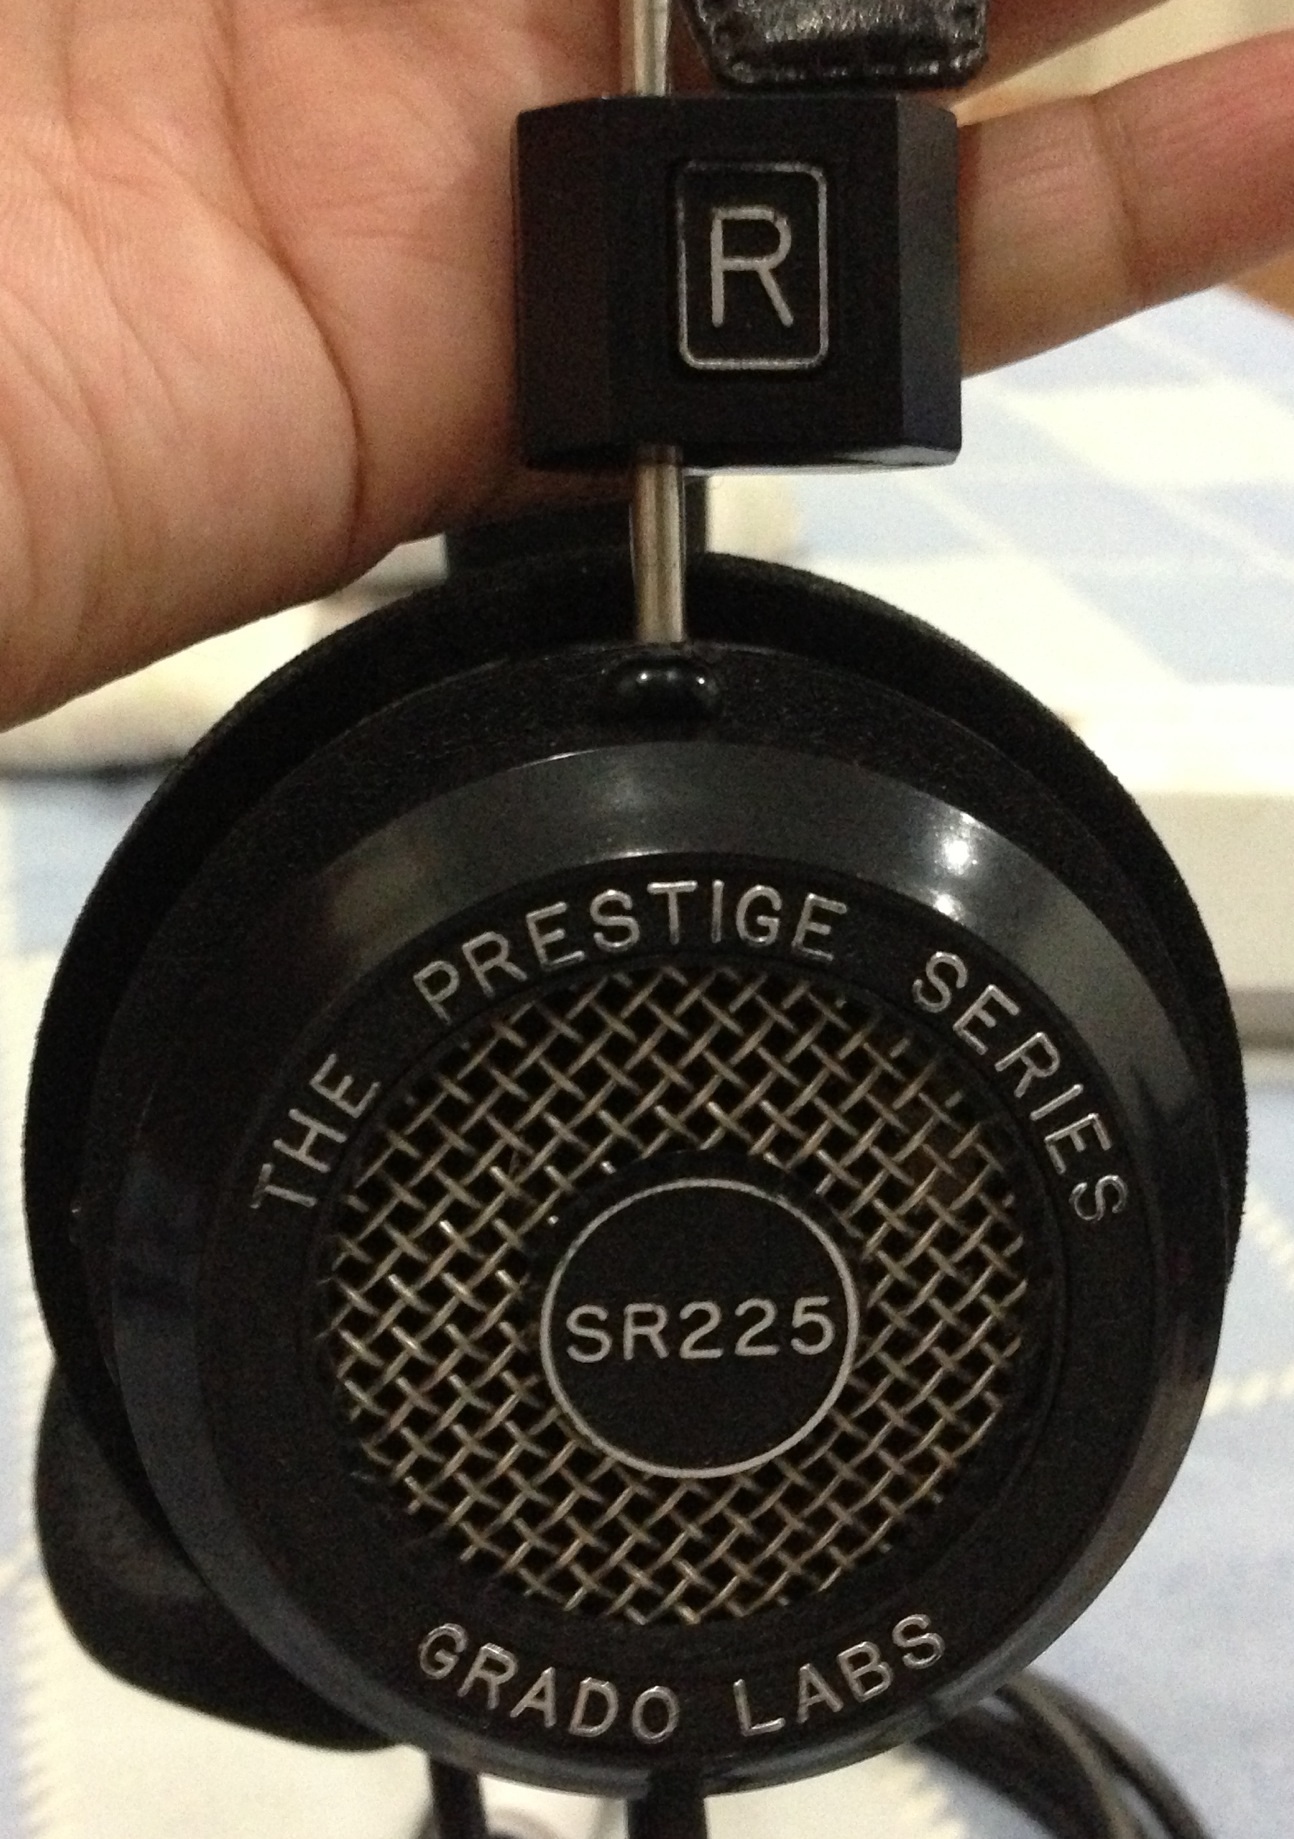 R
THE PRESTIGE SERIES
SR225
GRADO LABS